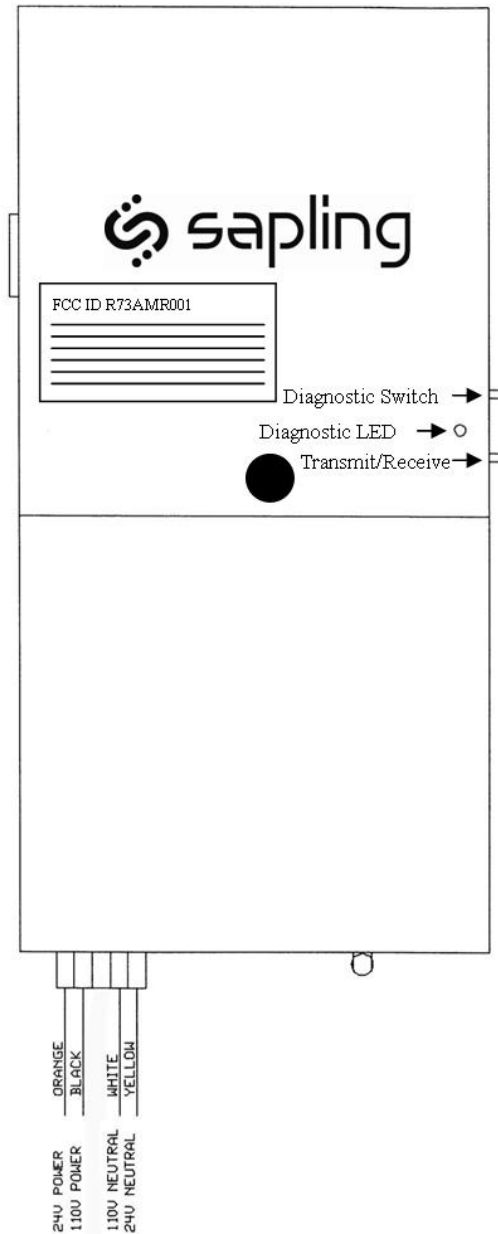 sapling
FCC ID R73AMR001
Diagnostic Switch
Diagnostic LED
Transmit/Receive
24V POWER ORANGE
110V POWER BLACK
110V NEUTRAL WHITE
24V NEUTRAL YELLOW